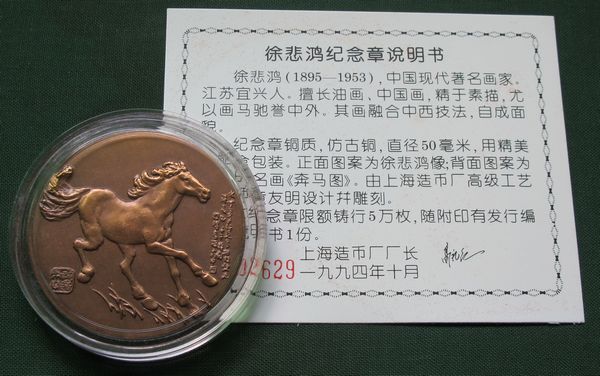 徐悲鸿纪念章说明书
徐悲鸿(1895—1953),中国现代著名画家。
江苏宜兴人。擅长油画、中国画,精于素描,尤
以画马驰誉中外。其画融合中西技法,自成面
貌。
纪念章铜质,仿古铜,直径50毫米,用精美
包装。正面图案为徐悲鸿像;背面图案为
名画《奔马图》。由上海造币厂高级工艺
友明设计幷雕刻。
纪念章限额铸行5万枚,随附印有发行编
明书1份。
上海造币厂厂长
2629
一九九四年十月